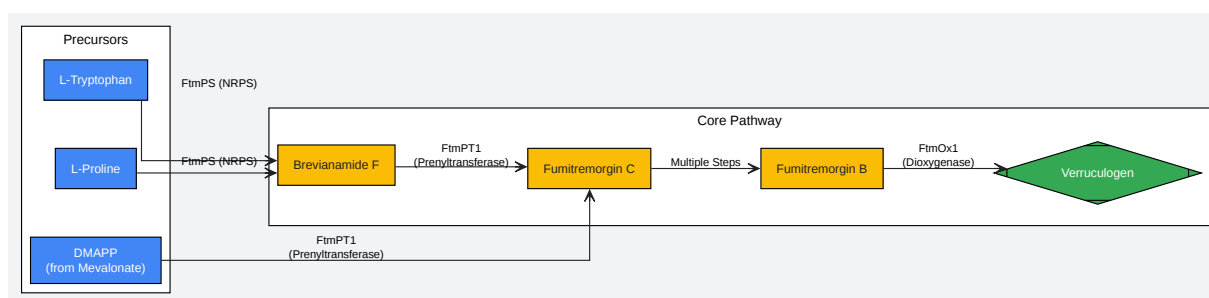 Precursors
L-Tryptophan
FtmPS (NRPS)
Core Pathway
L-Proline
FtmPS (NRPS)
Brevianamide F
FtmPT1
(Prenyltransferase)
Fumitremorgin C
Multiple Steps
Fumitremorgin B
FtmOx1
(Dioxygenase)
Verruculogen
DMAPP
(from Mevalonate)
FtmPT1
(Prenyltransferase)